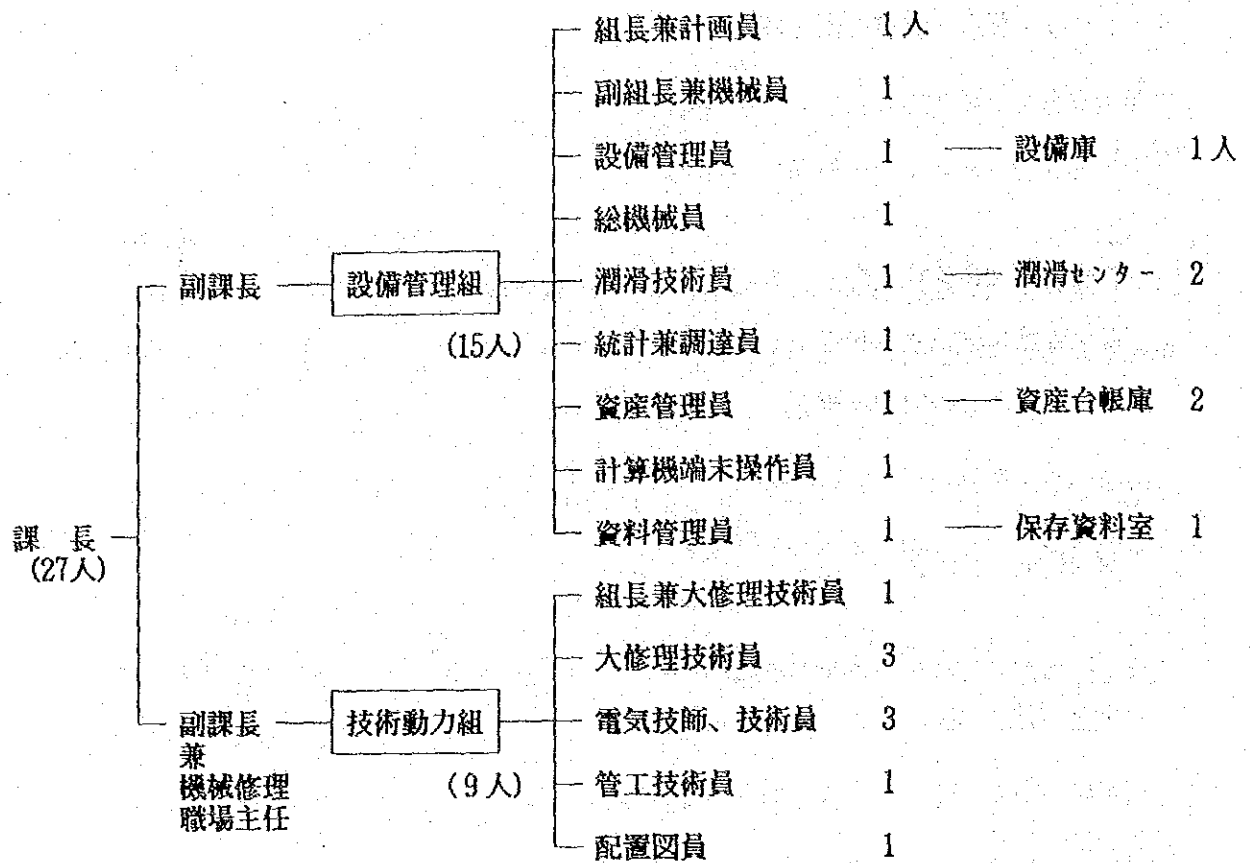 組長兼計画員 1人
副組長兼機械員 1
設備管理員 1 設備庫 1人
総機械員 1
副課長 設備管理組 潤滑技術員 1 潤滑センター 2
(15人) 統計兼調達員 1
資産管理員 1 資産台帳庫 2
計算機端末操作員 1
資料管理員 1 保存資料室 1
課長
(27人)
組長兼大修理技術員 1
大修理技術員 3
副課長 技術動力組 電気技師、技術員 3
兼
機械修理 (9人) 管工技術員 1
職場主任
配置図員 1